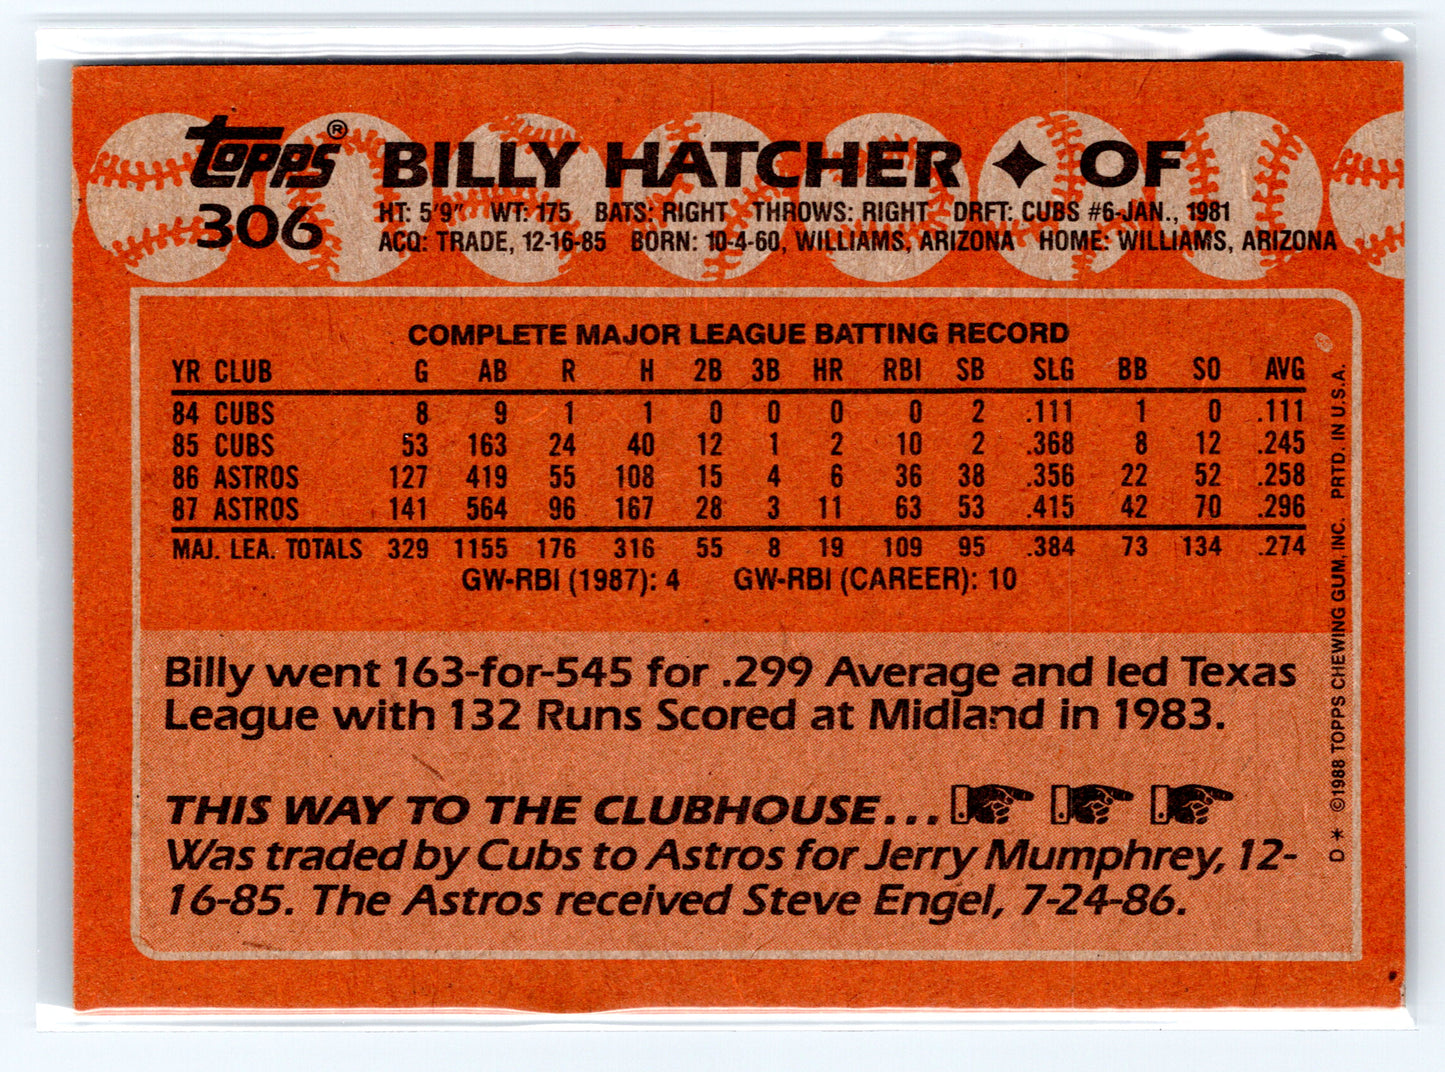 topps®
306
BILLY HATCHER ✦ OF
HT: 5'9" WT: 175 BATS: RIGHT THROWS: RIGHT DRFT: CUBS #6-JAN., 1981
ACQ: TRADE, 12-16-85 BORN: 10-4-60, WILLIAMS, ARIZONA HOME: WILLIAMS, ARIZONA
COMPLETE MAJOR LEAGUE BATTING RECORD
YR CLUB G AB R H 2B 3B HR RBI SB SLG BB SO AVG
84 CUBS 8 9 1 1 0 0 0 0 2 .111 1 0 .111
85 CUBS 53 163 24 40 12 1 2 10 2 .368 8 12 .245
86 ASTROS 127 419 55 108 15 4 6 36 38 .356 22 52 .258
87 ASTROS 141 564 96 167 28 3 11 63 53 .415 42 70 .296
MAJ. LEA. TOTALS 329 1155 176 316 55 8 19 109 95 .384 73 134 .274
GW-RBI (1987): 4 GW-RBI (CAREER): 10
Billy went 163-for-545 for .299 Average and led Texas
League with 132 Runs Scored at Midland in 1983.
THIS WAY TO THE CLUBHOUSE...
Was traded by Cubs to Astros for Jerry Mumphrey, 12-
16-85. The Astros received Steve Engel, 7-24-86.
D * ©1988 TOPPS CHEWING GUM, INC. PRTD. IN U.S.A.